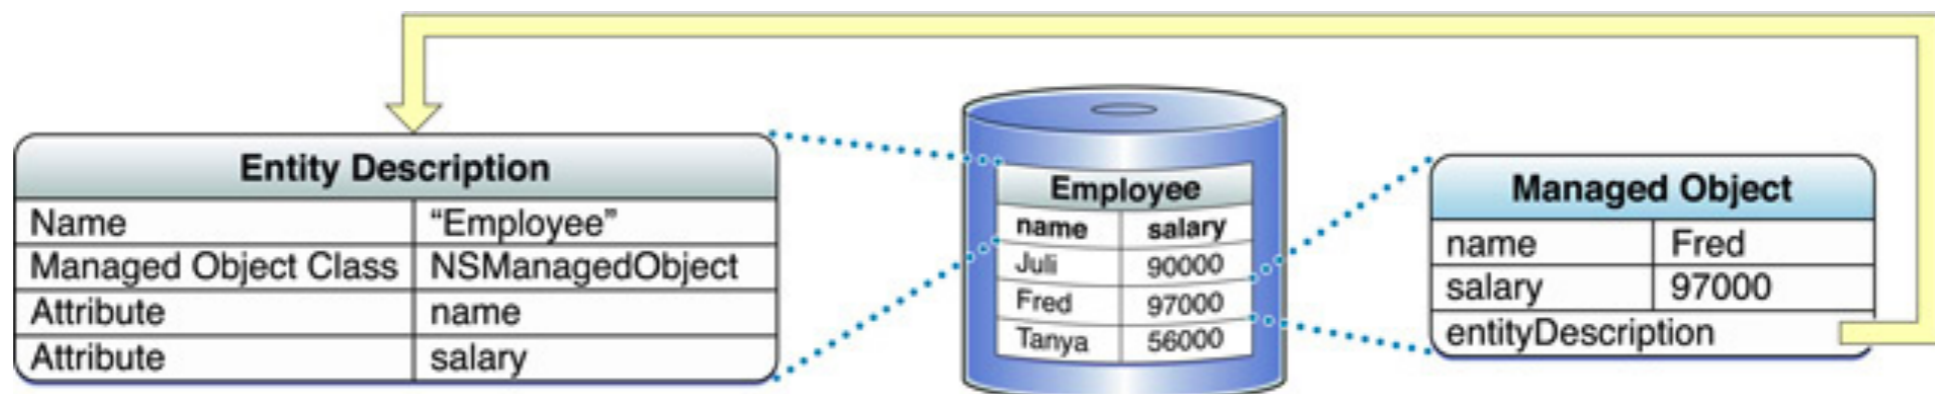 Entity Description
Name “Employee”
Managed Object Class NSManagedObject
Attribute name
Attribute salary
Employee
name salary
Juli 90000
Fred 97000
Tanya 56000
Managed Object
name Fred
salary 97000
entityDescription